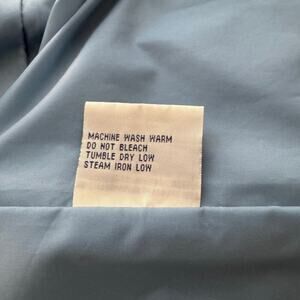 MACHINE WASH WARM
DO NOT BLEACH
TUMBLE DRY LOW
STEAM IRON LOW